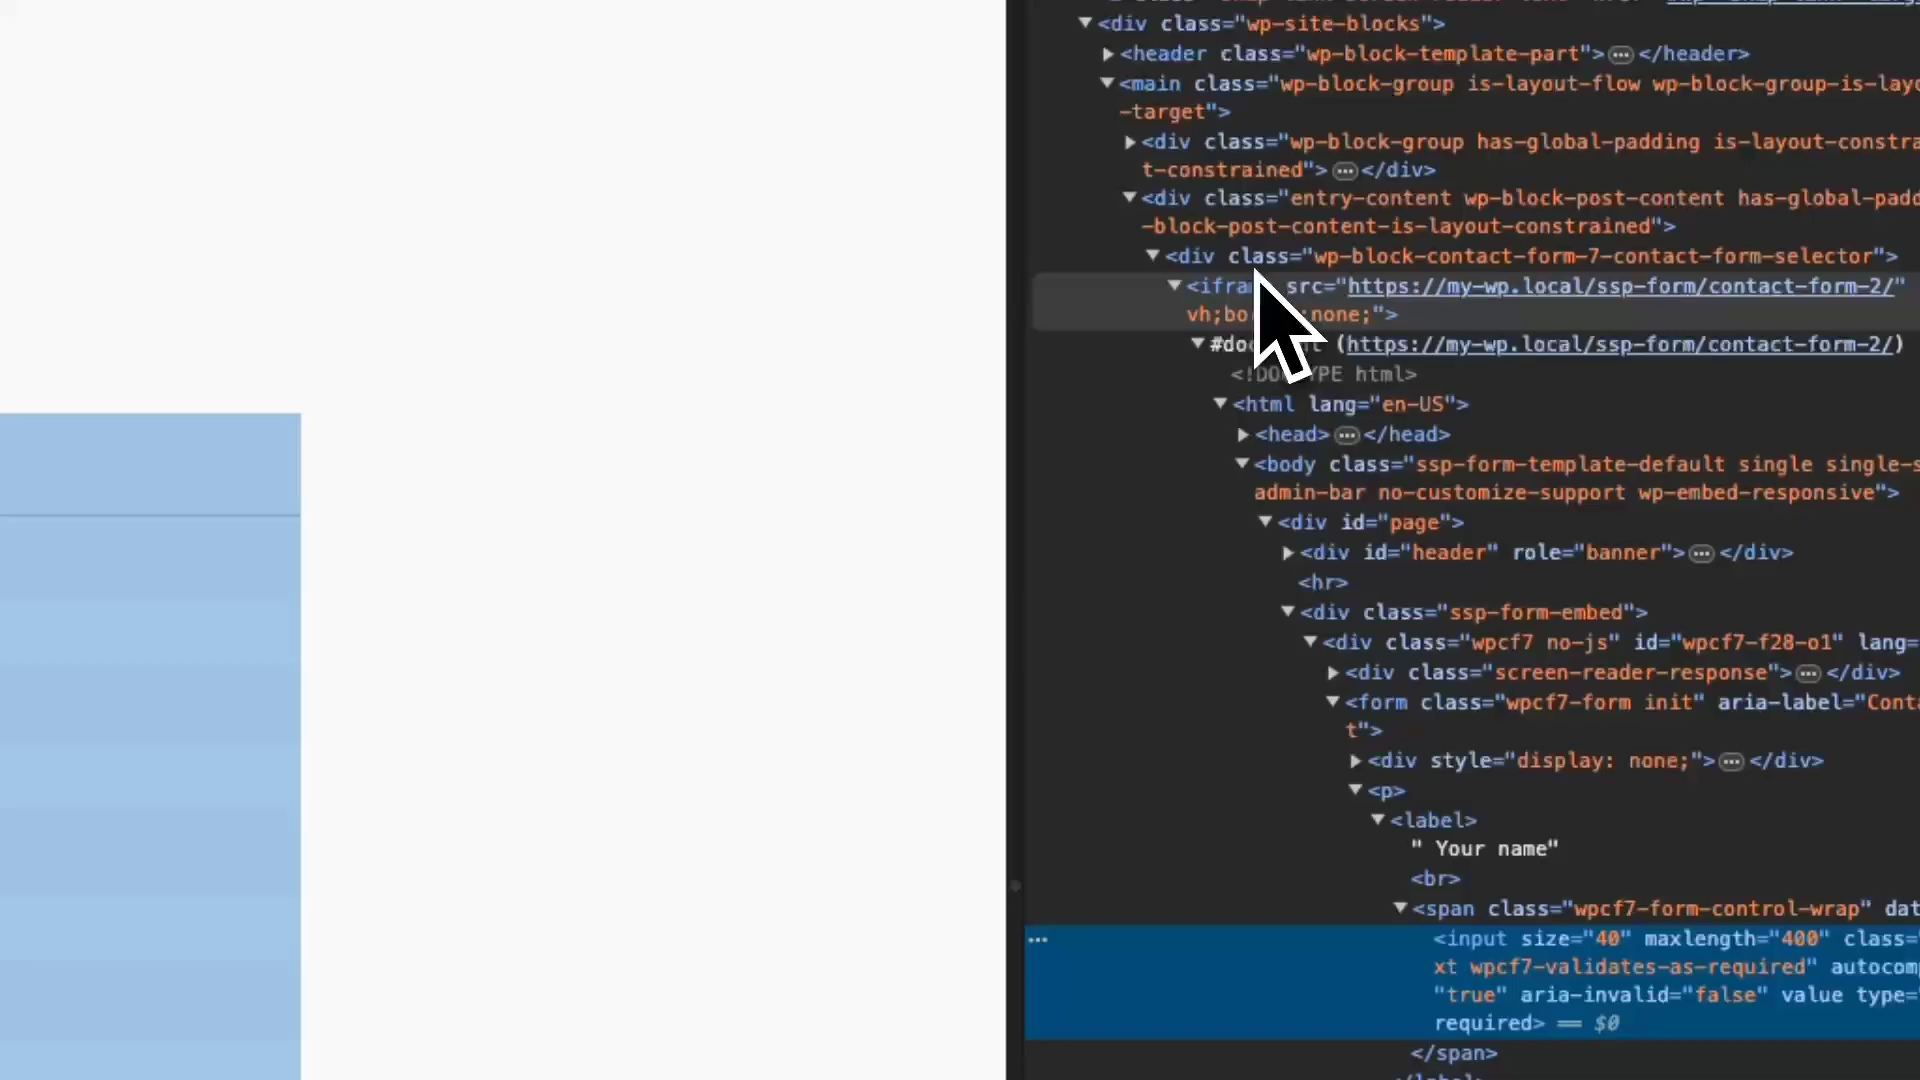 <div class="wp-site-blocks">
<header class="wp-block-template-part"> </header>
<main class="wp-block-group is-layout-flow wp-block-group-is-layo
-target">
<div class="wp-block-group has-global-padding is-layout-constra
t-constrained"> </div>
<div class="entry-content wp-block-post-content has-global-padd
-block-post-content-is-layout-constrained">
<div class="wp-block-contact-form-7-contact-form-selector">
<ifra src="https://my-wp.local/ssp-form/contact-form-2/"
vh;bo :none;">
#do (https://my-wp.local/ssp-form/contact-form-2/)
<!DO YPE html>
<html lang="en-US">
<head> </head>
<body class="ssp-form-template-default single single-s
admin-bar no-customize-support wp-embed-responsive">
<div id="page">
<div id="header" role="banner"> </div>
<hr>
<div class="ssp-form-embed">
<div class="wpcf7 no-js" id="wpcf7-f28-o1" lang=
<div class="screen-reader-response"> </div>
<form class="wpcf7-form init" aria-label="Conta
t">
<div style="display: none;"> </div>
<p>
<label>
" Your name"
<br>
<span class="wpcf7-form-control-wrap" dat
<input size="40" maxlength="400" class=
xt wpcf7-validates-as-required" autocom
"true" aria-invalid="false" value type=
required> == $0
</span>